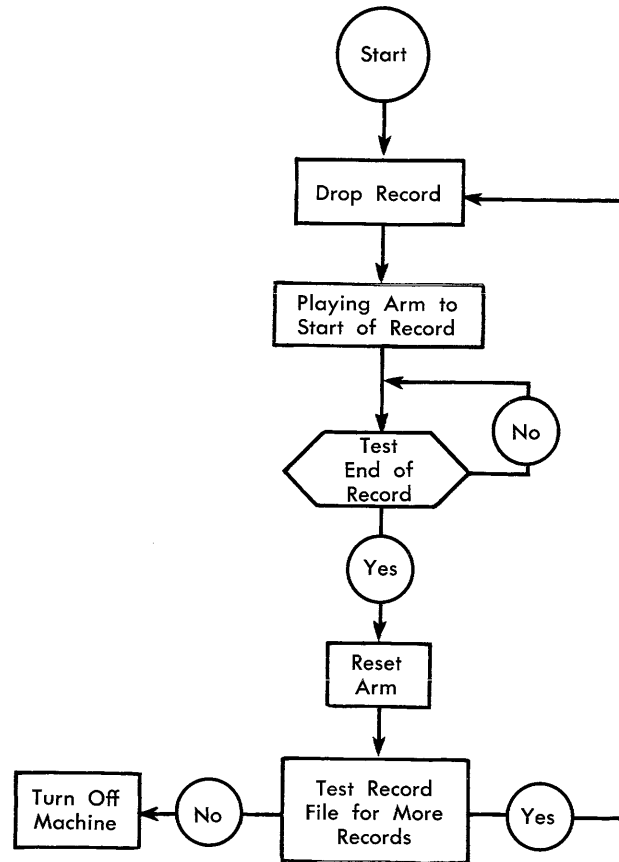 Start
Drop Record
Playing Arm to
Start of Record
Test
End of
Record
No
Yes
Reset
Arm
Turn Off
Machine
No
Test Record
File for More
Records
Yes